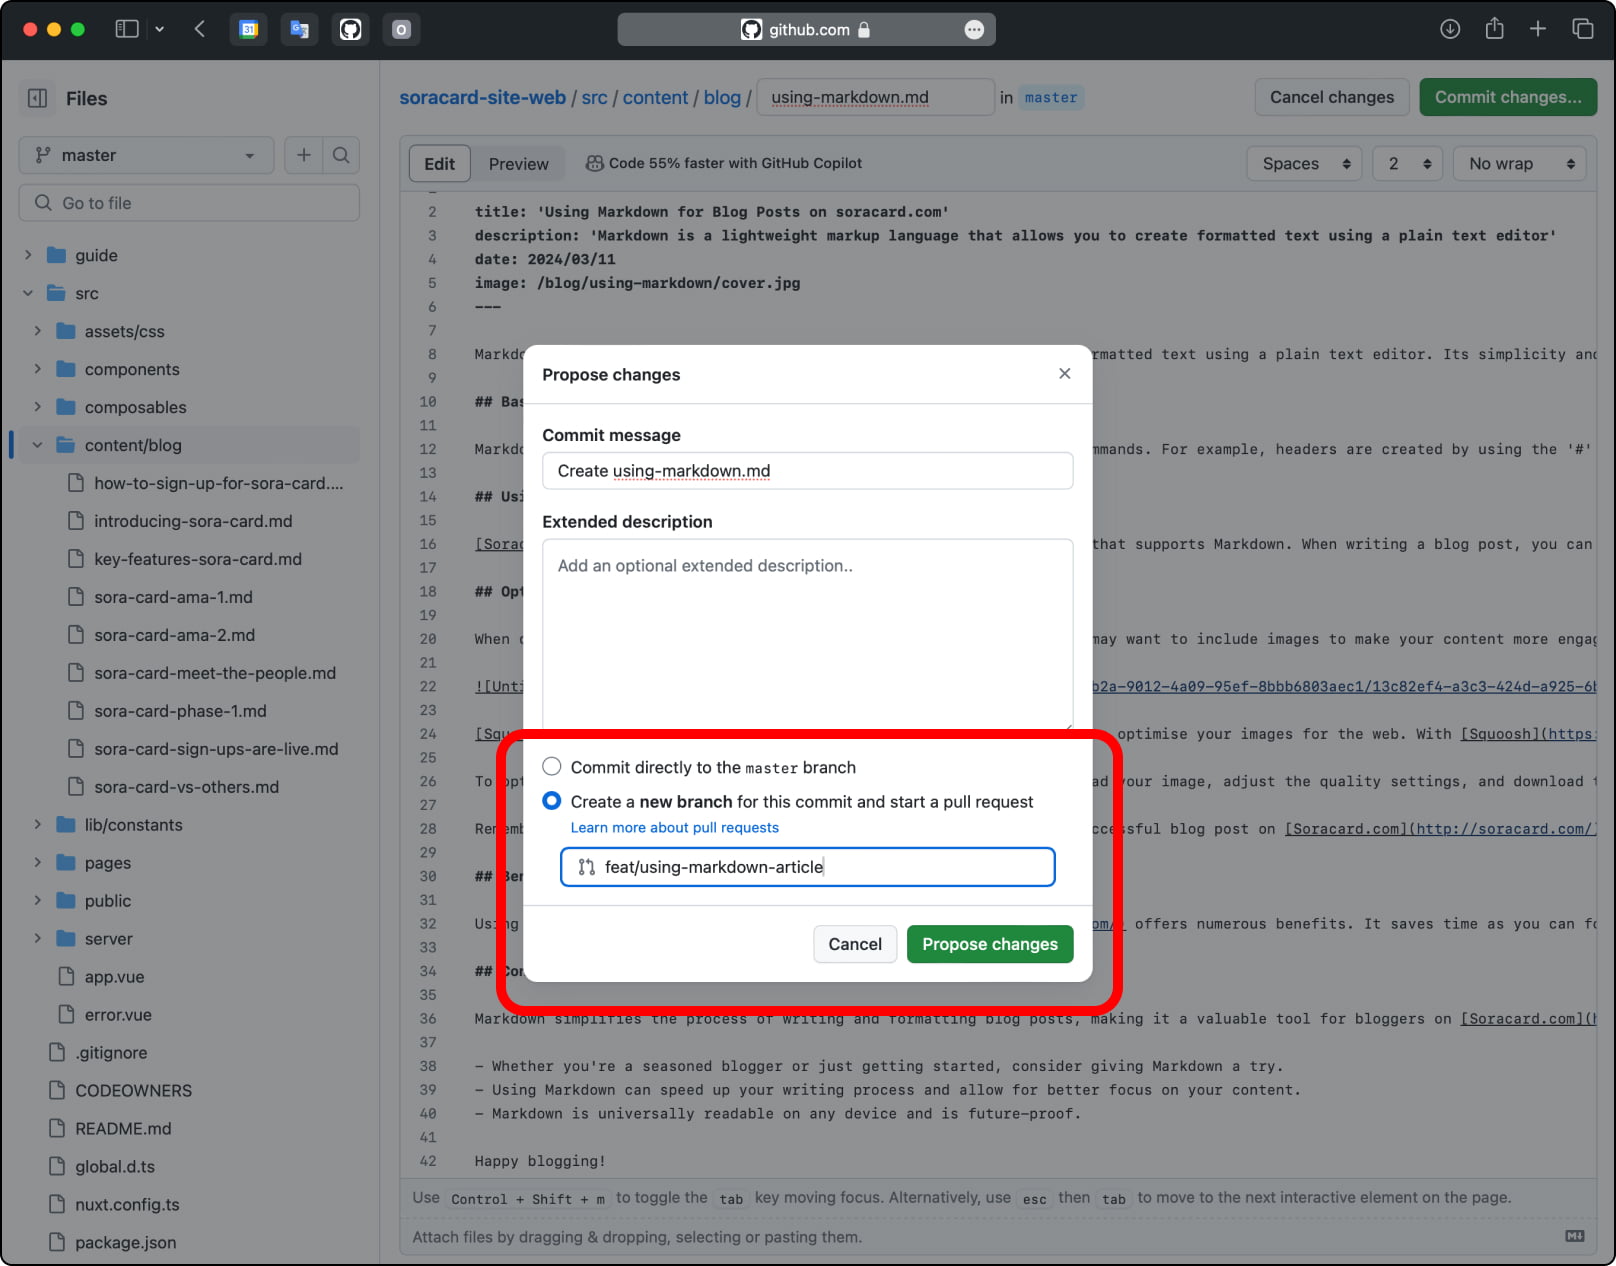 31
G
O
github.com
Files
master
Go to file
guide
src
assets/css
components
composables
content/blog
how-to-sign-up-for-sora-card....
introducing-sora-card.md
key-features-sora-card.md
sora-card-ama-1.md
sora-card-ama-2.md
sora-card-meet-the-people.md
sora-card-phase-1.md
sora-card-sign-ups-are-live.md
sora-card-vs-others.md
lib/constants
pages
public
server
app.vue
error.vue
.gitignore
CODEOWNERS
README.md
global.d.ts
nuxt.config.ts
package.json
soracard-site-web / src / content / blog / using-markdown.md in master
Cancel changes
Commit changes...
Edit
Preview
Code 55% faster with GitHub Copilot
Spaces
2
No wrap
2 title: 'Using Markdown for Blog Posts on soracard.com'
3 description: 'Markdown is a lightweight markup language that allows you to create formatted text using a plain text editor'
4 date: 2024/03/11
5 image: /blog/using-markdown/cover.jpg
6 ---
7
8 Markdo rmatted text using a plain text editor. Its simplicity and
9
10 ## Bas
11
12 Markdo mmands. For example, headers are created by using the '#'
13
14 ## Usi
15
16 [Sorac that supports Markdown. When writing a blog post, you can
17
18 ## Opt
19
20 When may want to include images to make your content more engag
21
22 ![Unti b2a-9012-4a09-95ef-8bbb6803aec1/13c82ef4-a3c3-424d-a925-6b
23
24 [Squ optimise your images for the web. With [Squoosh](https:
25
26 To opt ad your image, adjust the quality settings, and download t
27
28 Rememb ccessful blog post on [Soracard.com](http://soracard.com/)
29
30 ## Ben
31
32 Using om/) offers numerous benefits. It saves time as you can fo
33
34 ## Con
35
36 Markdown simplifies the process of writing and formatting blog posts, making it a valuable tool for bloggers on [Soracard.com](h
37
38 - Whether you're a seasoned blogger or just getting started, consider giving Markdown a try.
39 - Using Markdown can speed up your writing process and allow for better focus on your content.
40 - Markdown is universally readable on any device and is future-proof.
41
42 Happy blogging!
Use Control + Shift + m to toggle the tab key moving focus. Alternatively, use esc then tab to move to the next interactive element on the page.
Attach files by dragging & dropping, selecting or pasting them.
Propose changes
Commit message
Create using-markdown.md
Extended description
Add an optional extended description..
Commit directly to the master branch
Create a new branch for this commit and start a pull request
Learn more about pull requests
feat/using-markdown-article
Cancel
Propose changes